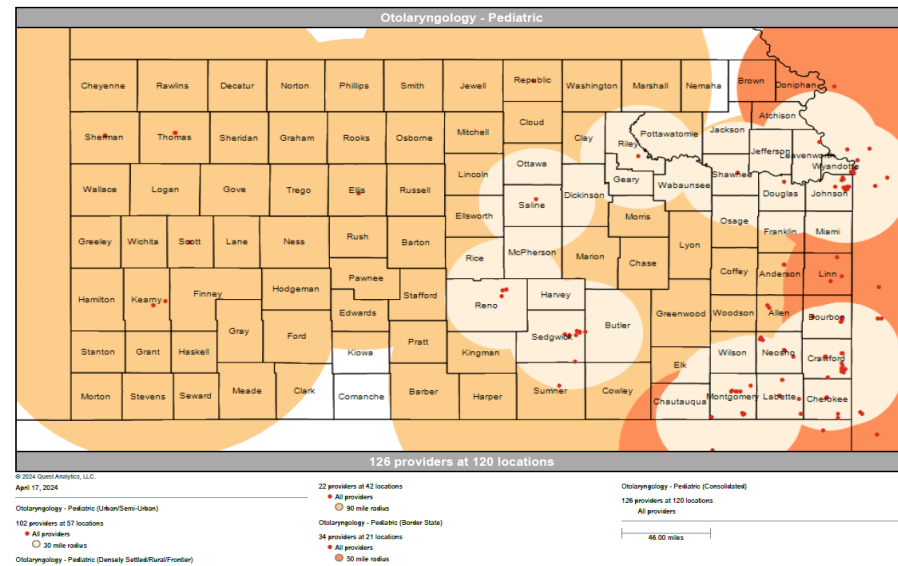 Otolaryngology - Pediatric
Cheyenne Rawlins Decatur Norton Phillips Smith Jewell Republic Washington Marshall Nemaha Brown Doniphan
Sherman Thomas Sheridan Graham Rooks Osborne Mitchell Cloud Clay Riley Pottawatomie Jackson Atchison
Jefferson Leavenworth Wyandotte
Wallace Logan Gove Trego Ellis Russell Lincoln Ottawa Saline Dickinson Geary Wabaunsee Shawnee Douglas Johnson
Greeley Wichita Scott Lane Ness Rush Barton Ellsworth Rice McPherson Marion Morris Chase Lyon Osage Franklin Miami
Hamilton Kearny Finney Hodgeman Pawnee Edwards Stafford Reno Harvey Sedgwick Butler Greenwood Coffey Woodson Anderson Linn Allen Bourbon
Stanton Grant Haskell Gray Ford Kiowa Pratt Kingman Elk Wilson Neosho Crawford
Morton Stevens Seward Meade Clark Comanche Barber Harper Sumner Cowley Chautauqua Montgomery Labette Cherokee
126 providers at 120 locations
© 2024 Quest Analytics, LLC.
April 17, 2024
Otolaryngology - Pediatric (Urban/Semi-Urban)
102 providers at 57 locations
All providers
30 mile radius
Otolaryngology - Pediatric (Densely Settled/Rural/Frontier)
22 providers at 42 locations
All providers
90 mile radius
Otolaryngology - Pediatric (Border State)
34 providers at 21 locations
All providers
50 mile radius
Otolaryngology - Pediatric (Consolidated)
126 providers at 120 locations
All providers
46.00 miles